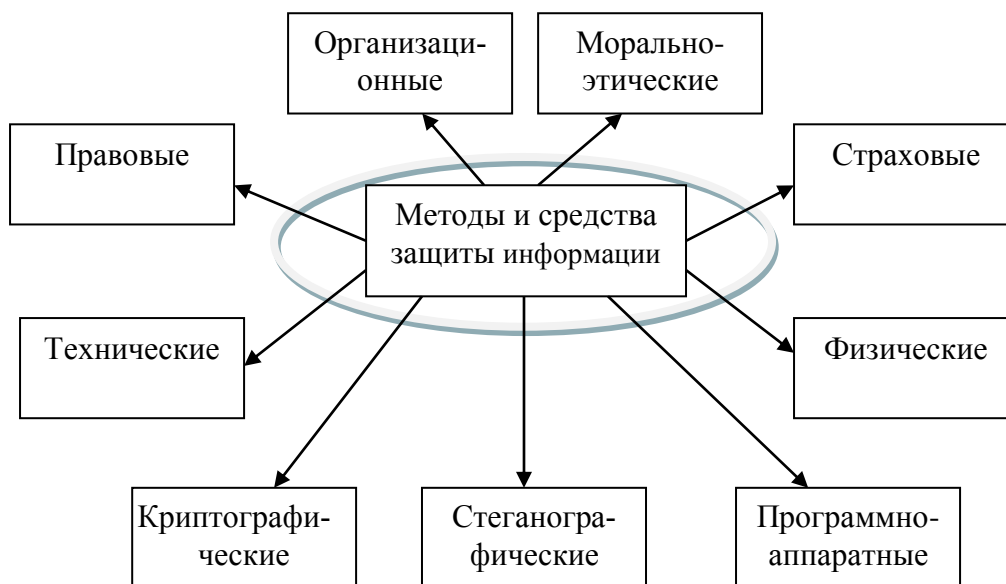 Организаци-
онные
Морально-
этические
Правовые
Страховые
Методы и средства
защиты информации
Технические
Физические
Криптографи-
ческие
Стеганогра-
фические
Программно-
аппаратные